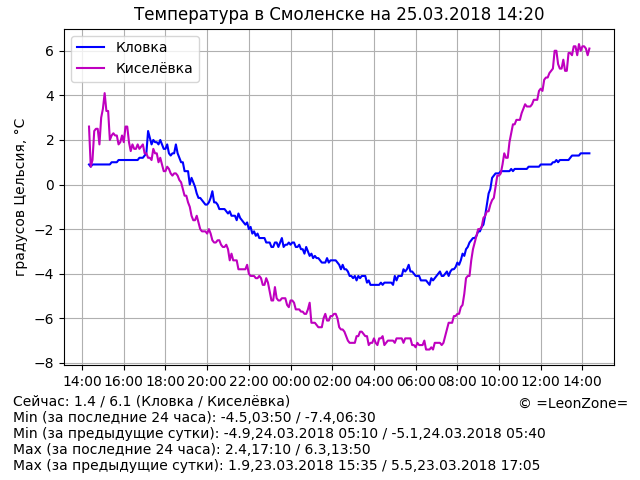 Температура в Смоленске на 25.03.2018 14:20
Кловка
Киселёвка
градусов Цельсия, °C
6
4
2
0
−2
−4
−6
−8
14:00 16:00 18:00 20:00 22:00 00:00 02:00 04:00 06:00 08:00 10:00 12:00 14:00
Сейчас: 1.4 / 6.1 (Кловка / Киселёвка)
© =LeonZone=
Min (за последние 24 часа): -4.5,03:50 / -7.4,06:30
Min (за предыдущие сутки): -4.9,24.03.2018 05:10 / -5.1,24.03.2018 05:40
Max (за последние 24 часа): 2.4,17:10 / 6.3,13:50
Max (за предыдущие сутки): 1.9,23.03.2018 15:35 / 5.5,23.03.2018 17:05